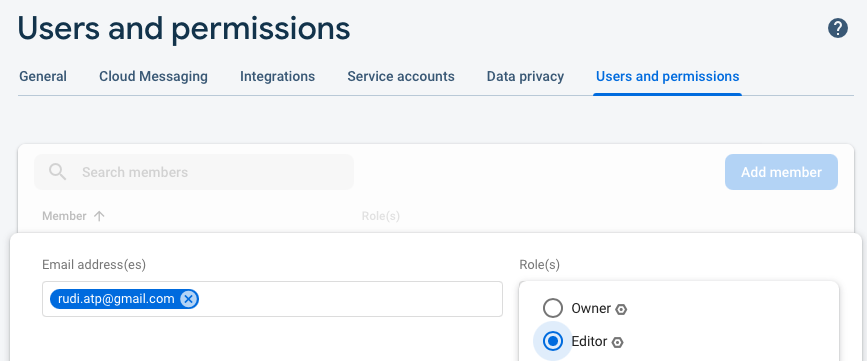 Users and permissions
General Cloud Messaging Integrations Service accounts Data privacy Users and permissions
Search members Add member
Member Role(s)
Email address(es) Role(s)
rudi.atp@gmail.com
Owner
Editor